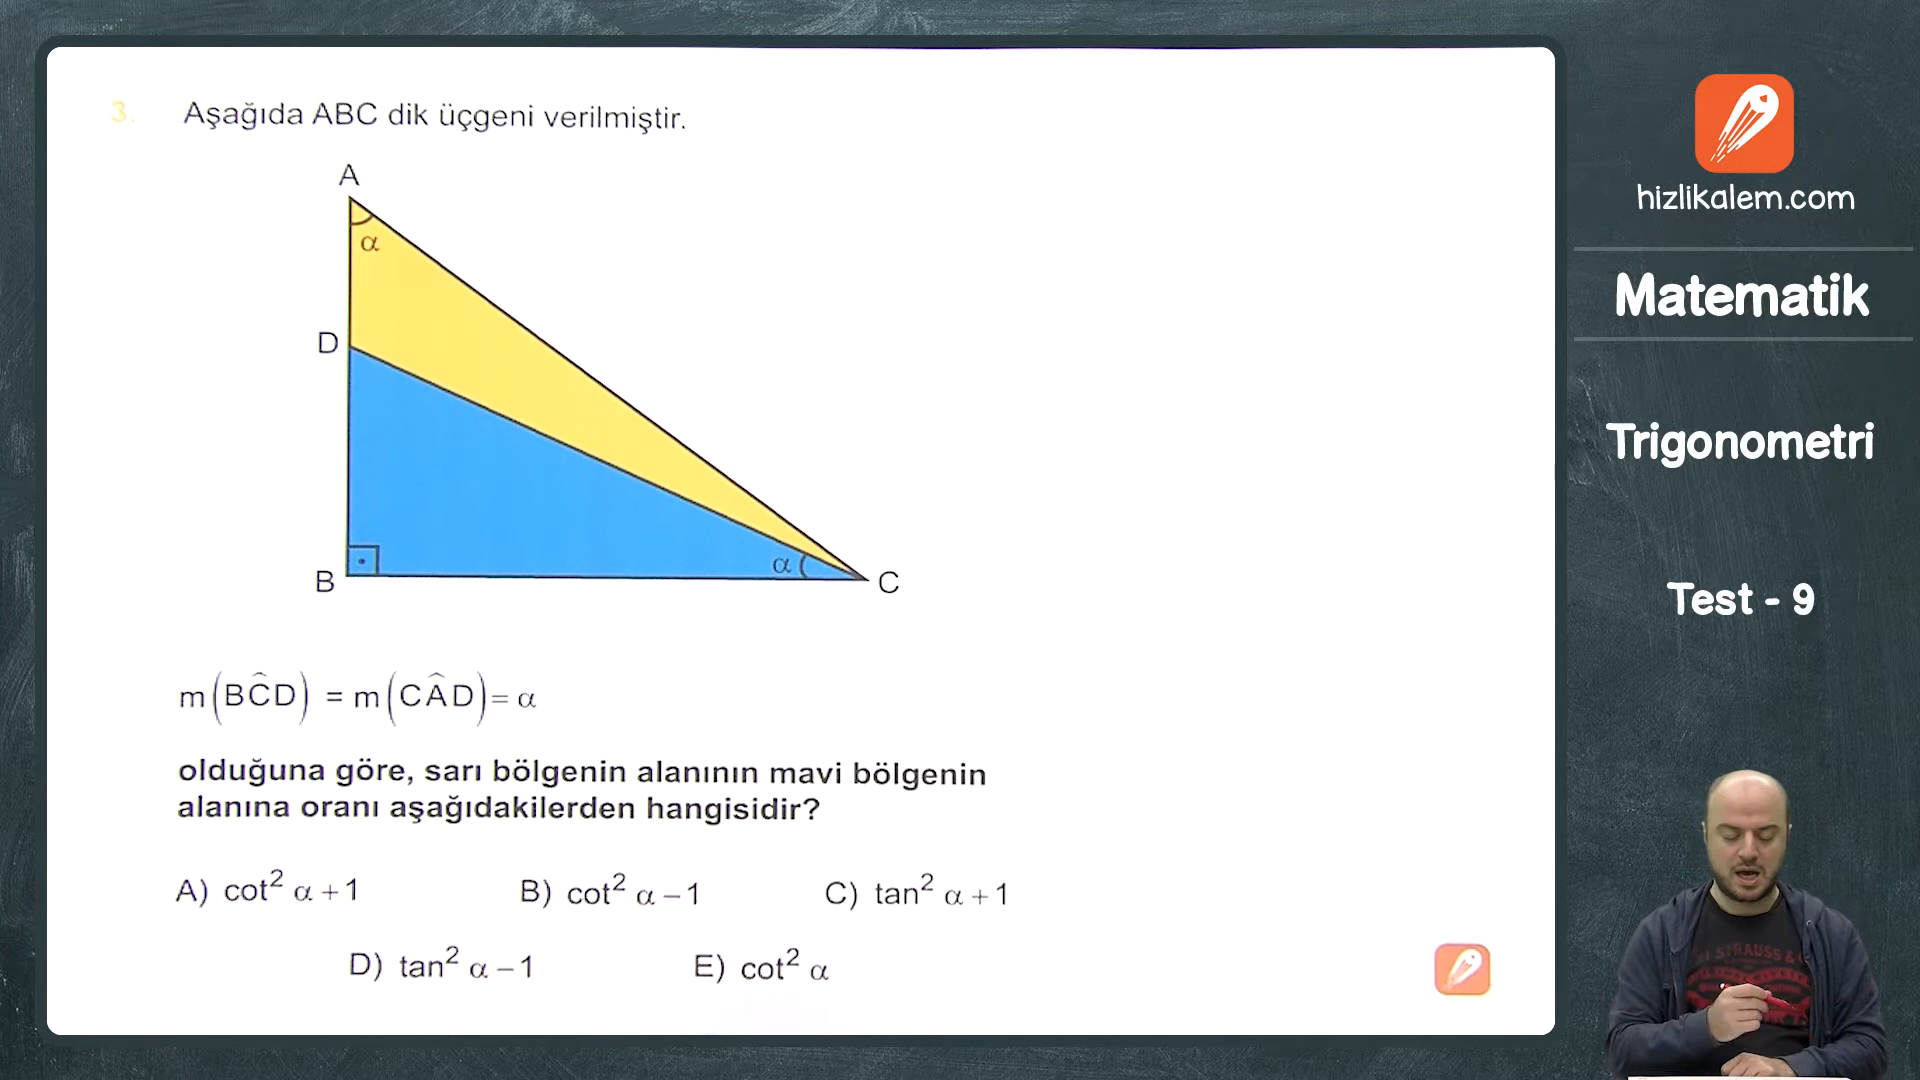 3. Aşağıda ABC dik üçgeni verilmiştir.
A
α
D
α
B
C
m(BĈD) = m(CÂD) = α
olduğuna göre, sarı bölgenin alanının mavi bölgenin
alanına oranı aşağıdakilerden hangisidir?
A) cot² α + 1 B) cot² α – 1 C) tan² α + 1
D) tan² α – 1 E) cot² α
hizlikalem.com
Matematik
Trigonometri
Test - 9
STRAUSS &